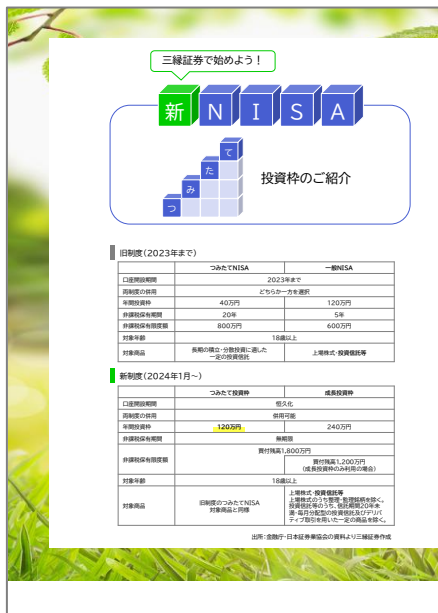 三縁証券で始めよう！
新NISA
つみたて
投資枠のご紹介
旧制度（2023年まで）
つみたてNISA 一般NISA
口座開設期間 2023年まで
両制度の併用 どちらか一方を選択
年間投資枠 40万円 120万円
非課税保有期間 20年 5年
非課税保有限度額 800万円 600万円
対象年齢 18歳以上
対象商品 長期の積立・分散投資に適した
一定の投資信託 上場株式・投資信託等
新制度（2024年1月～）
つみたて投資枠 成長投資枠
口座開設期間 恒久化
両制度の併用 併用可能
年間投資枠 120万円 240万円
非課税保有期間 無期限
非課税保有限度額 買付残高1,800万円
買付残高1,200万円
（成長投資枠のみ利用の場合）
対象年齢 18歳以上
対象商品 旧制度のつみたてNISA
対象商品と同様
上場株式・投資信託等
上場株式のうち整理・監理銘柄を除く。
投資信託等のうち、信託期間20年未
満・毎月分配型の投資信託及びデリバ
ティブ取引を用いた一定の商品を除く。
出所：金融庁・日本証券業協会の資料より三縁証券作成